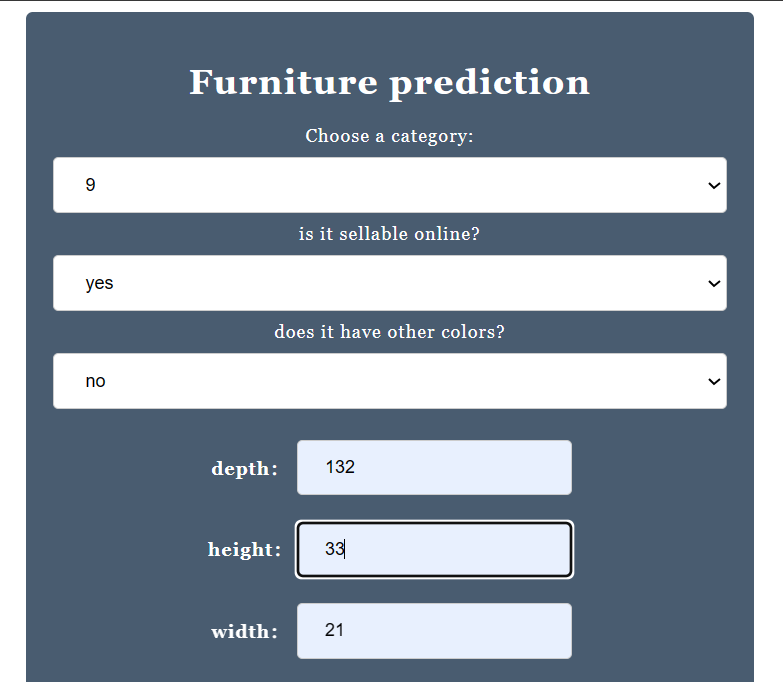 Furniture prediction
Choose a category:
9
is it sellable online?
yes
does it have other colors?
no
depth: 132
height: 33
width: 21